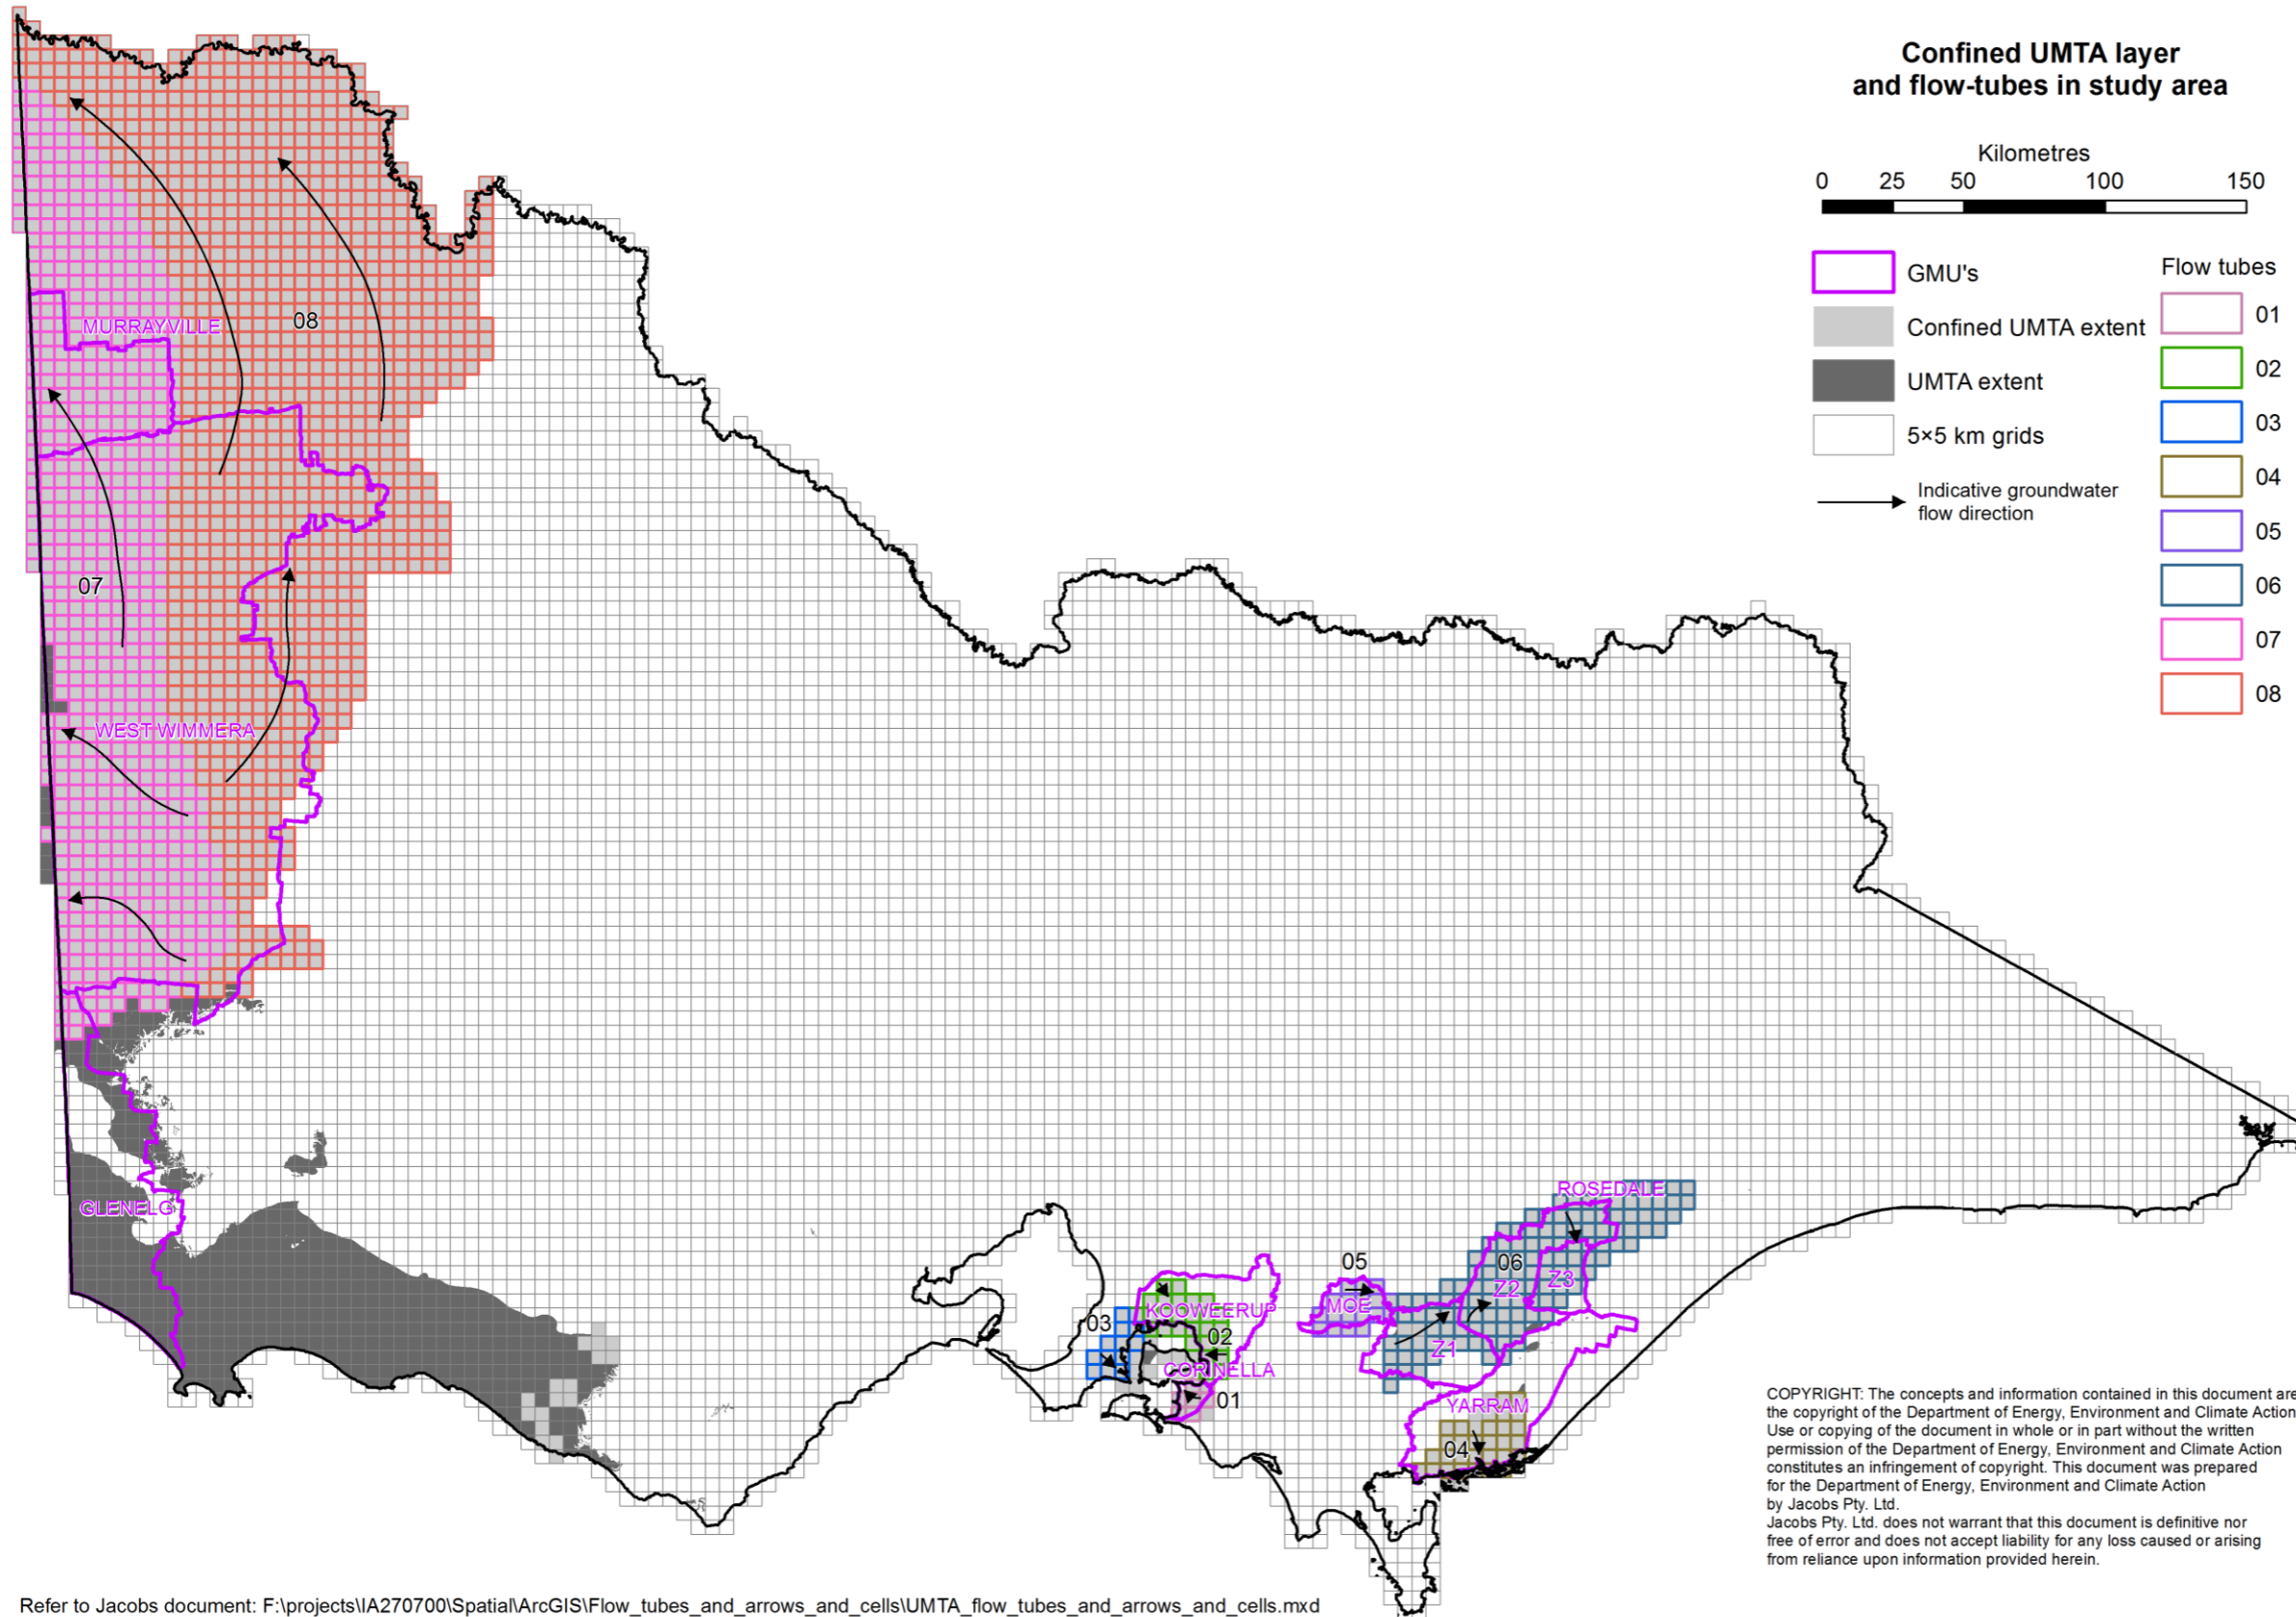 Confined UMTA layer
and flow-tubes in study area
Kilometres
0 25 50 100 150
GMU's
Confined UMTA extent
UMTA extent
5×5 km grids
Indicative groundwater
flow direction
Flow tubes
01
02
03
04
05
06
07
08
08
MURRAYVILLE
07
WEST WIMMERA
GLENELG
ROSEDALE
05
06
Z2
Z3
MOE
KOOWEERUP
03
02
Z1
CORINELLA
01
YARRAM
04
COPYRIGHT: The concepts and information contained in this document are
the copyright of the Department of Energy, Environment and Climate Action
Use or copying of the document in whole or in part without the written
permission of the Department of Energy, Environment and Climate Action
constitutes an infringement of copyright. This document was prepared
for the Department of Energy, Environment and Climate Action
by Jacobs Pty. Ltd.
Jacobs Pty. Ltd. does not warrant that this document is definitive nor
free of error and does not accept liability for any loss caused or arising
from reliance upon information provided herein.
Refer to Jacobs document: F:\projects\IA270700\Spatial\ArcGIS\Flow_tubes_and_arrows_and_cells\UMTA_flow_tubes_and_arrows_and_cells.mxd